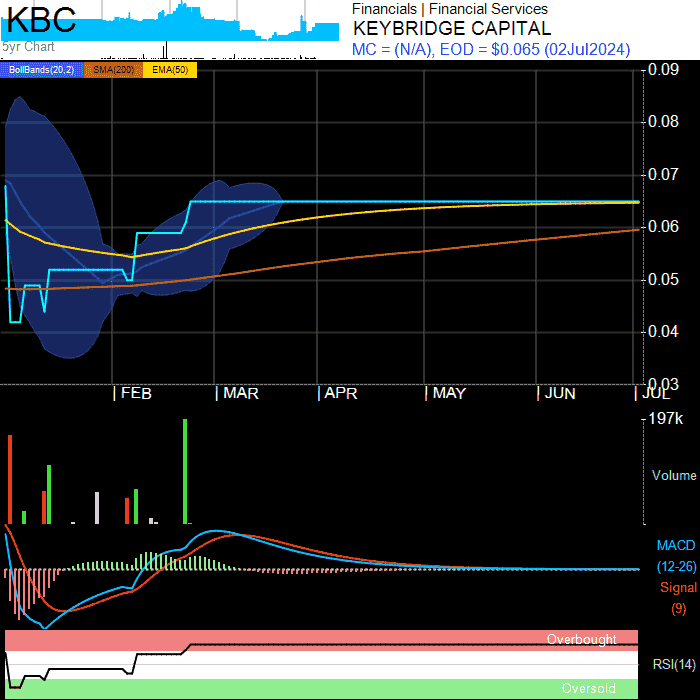 KBC
5yr Chart
Financials | Financial Services
KEYBRIDGE CAPITAL
MC = (N/A), EOD = $0.065 (02Jul2024)
BollBands(20,2) SMA(200) EMA(50)
0.09
0.08
0.07
0.06
0.05
0.04
0.03
FEB MAR APR MAY JUN JUL
197k
Volume
MACD
(12-26)
Signal
(9)
Overbought
RSI(14)
Oversold